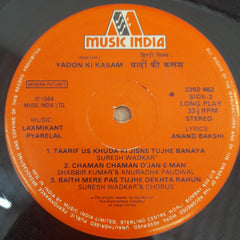 MUSIC INDIA
हिन्दी फिल्म :
Hindi Film :
YADON KI KASAM यादों की कसम
MODERN PICTURES
2392 462
SIDE-2
LONG PLAY
33⅓ RPM
℗ 1984
MUSIC INDIA LTD.
MUSIC:
LAXMIKANT
PYARELAL
LYRICS:
ANAND BAKSHI
1. TAARIF US KHUDA KI JISNE TUJHE BANAYA
SURESH WADKAR
2. CHAMAN CHAMAN O'JAN-E-MAN
SHABBIR KUMAR & ANURADHA PAUDWAL
3. BAITH MERE PAS TUJHE DEKHTA RAHUN
SURESH WADKAR & CHORUS